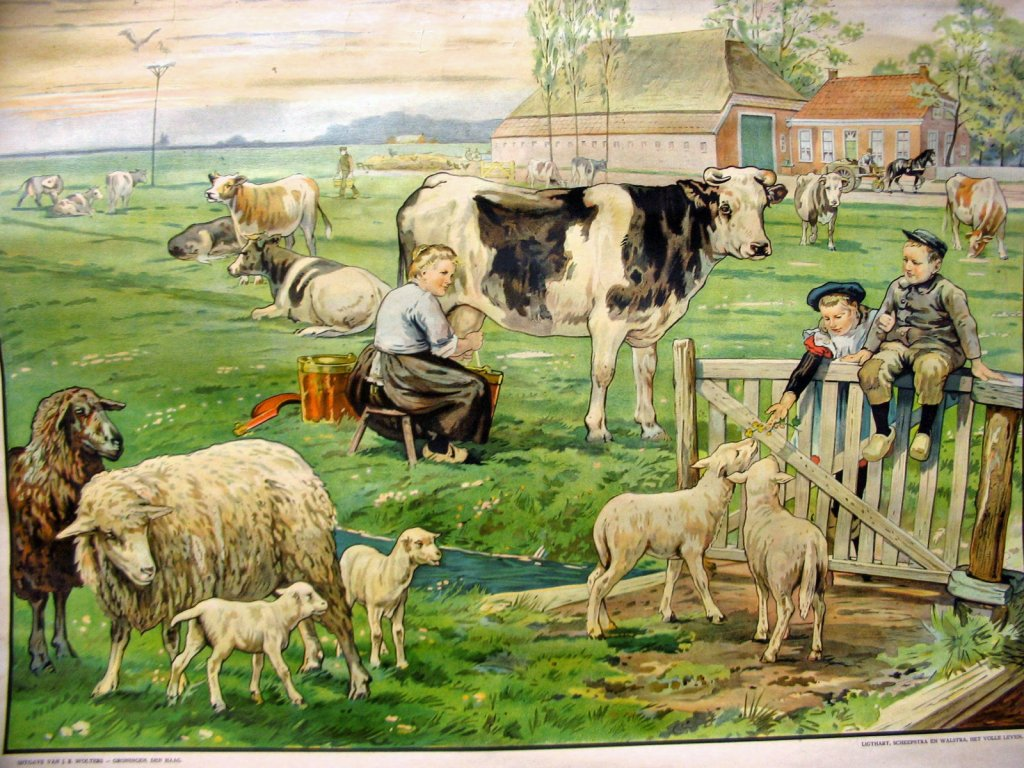 UITGAVE VAN J. B. WOLTERS — GRONINGEN, DEN HAAG
LIGTHART, SCHEEPSTRA EN WALSTRA, HET VOLLE LEVEN.